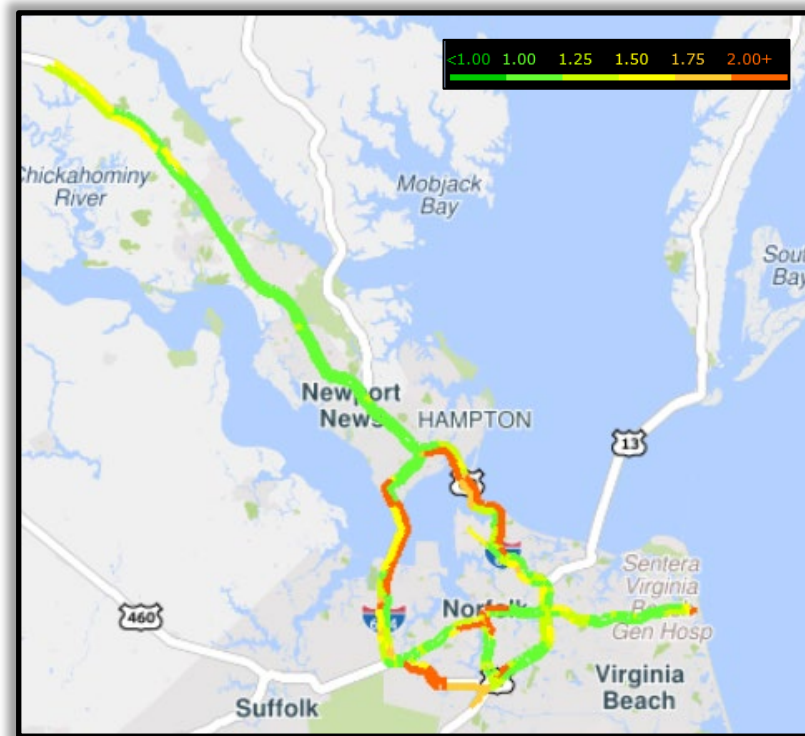 <1.00 1.00 1.25 1.50 1.75 2.00+
Chickahominy
River
Mobjack
Bay
Bay
Newport
News
HAMPTON
13
Sentera
Virginia
Gen Hosp
460
Norfolk
Virginia
Beach
Suffolk